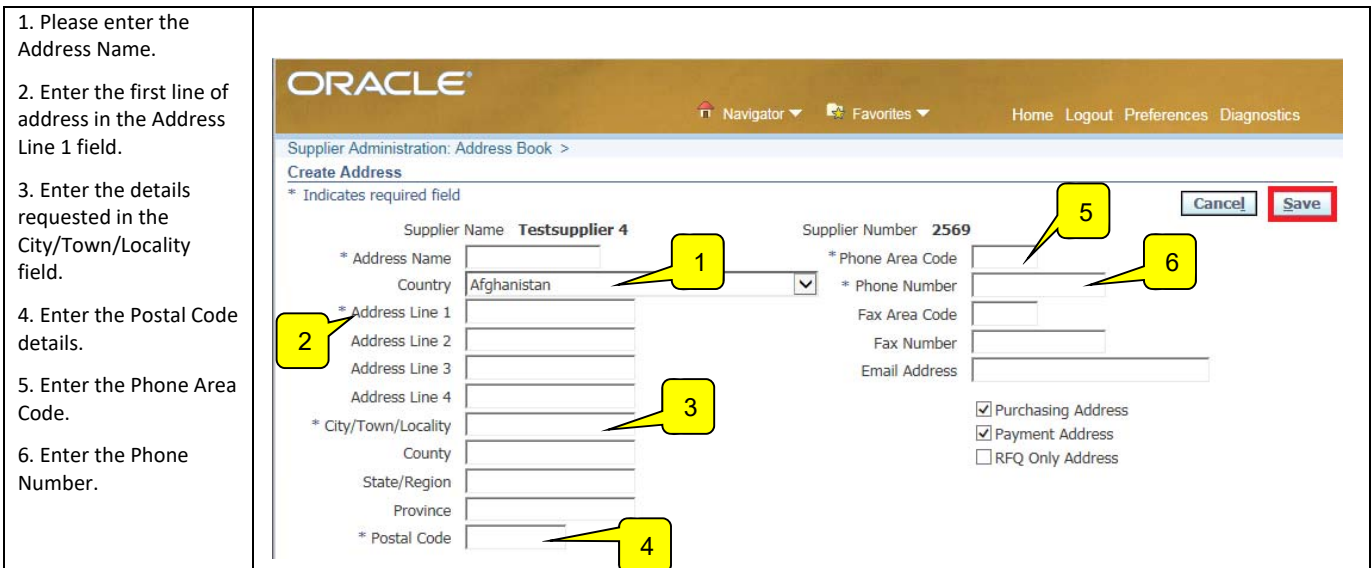 1. Please enter the
Address Name.
2. Enter the first line of
address in the Address
Line 1 field.
3. Enter the details
requested in the
City/Town/Locality
field.
4. Enter the Postal Code
details.
5. Enter the Phone Area
Code.
6. Enter the Phone
Number.
ORACLE®
Navigator Favorites Home Logout Preferences Diagnostics
Supplier Administration: Address Book >
Create Address
* Indicates required field
Cancel Save
Supplier Name Testsupplier 4 Supplier Number 2569
* Address Name
1
* Phone Area Code
5
Country Afghanistan
* Phone Number
6
* Address Line 1
2
Fax Area Code
Address Line 2
Fax Number
Address Line 3
Email Address
Address Line 4
3
Purchasing Address
* City/Town/Locality
Payment Address
County
RFQ Only Address
State/Region
Province
* Postal Code
4